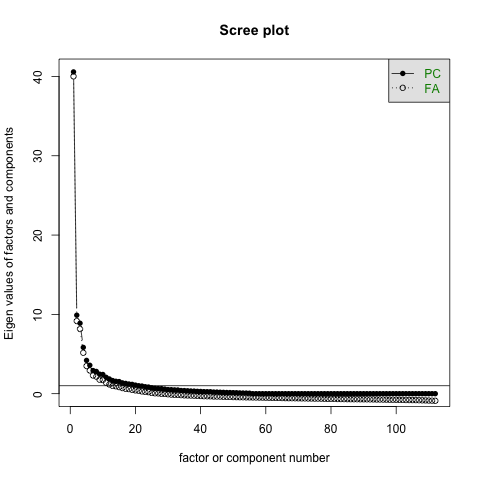 Scree plot
PC
FA
Eigen values of factors and components
40
30
20
10
0
0 20 40 60 80 100
factor or component number